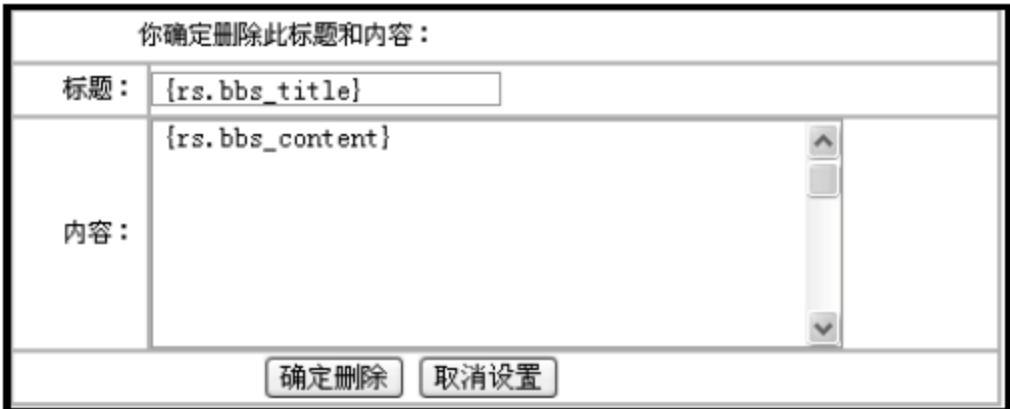 你确定删除此标题和内容：
标题： {rs.bbs_title}
{rs.bbs_content}
内容：
确定删除 取消设置